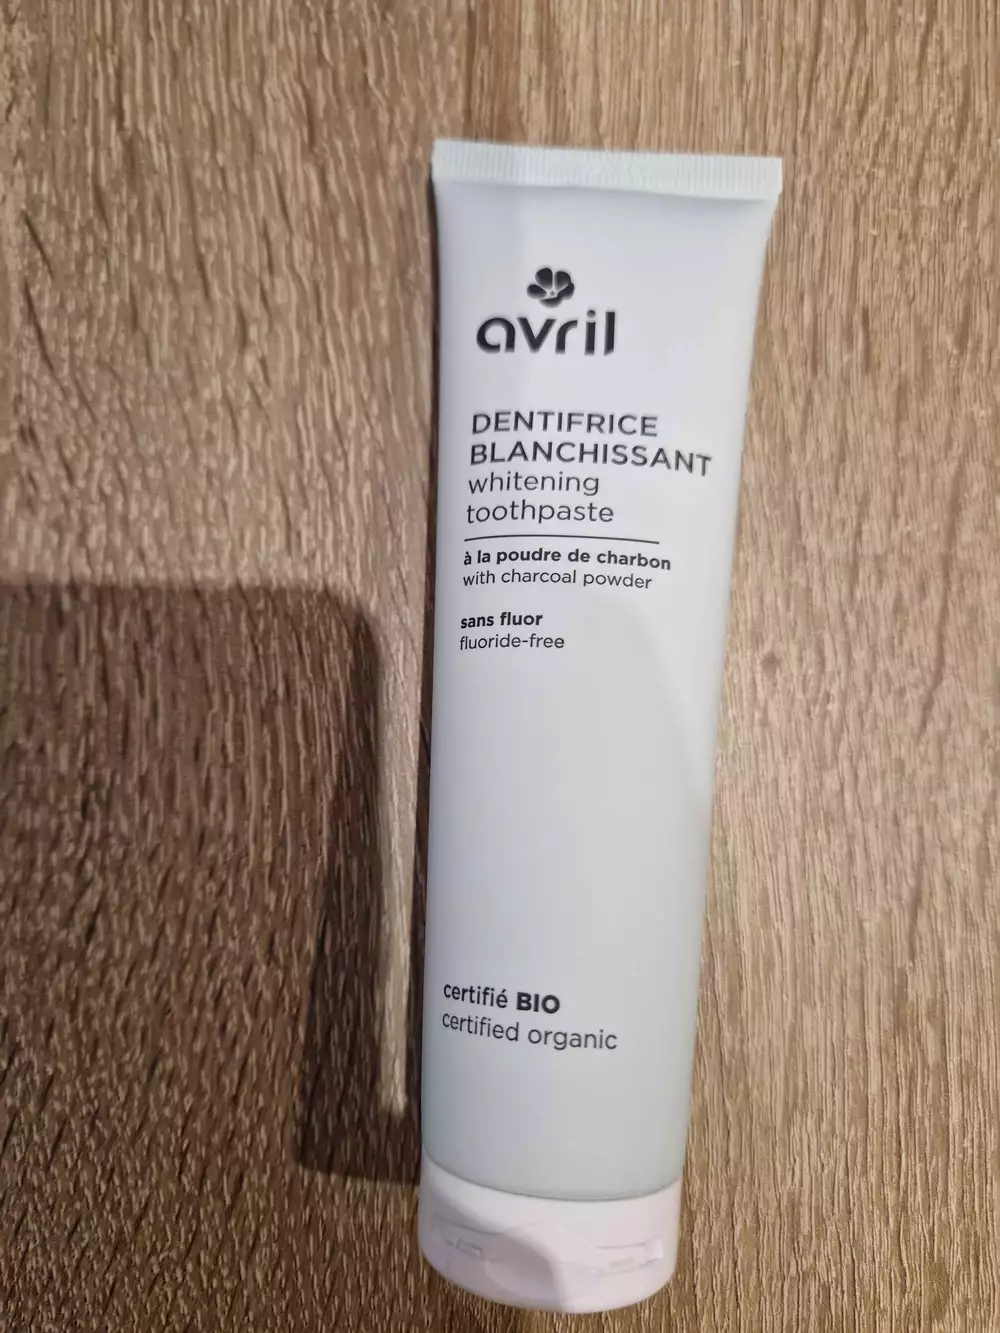 avril
DENTIFRICE
BLANCHISSANT
whitening
toothpaste
à la poudre de charbon
with charcoal powder
sans fluor
fluoride-free
certifié BIO
certified organic